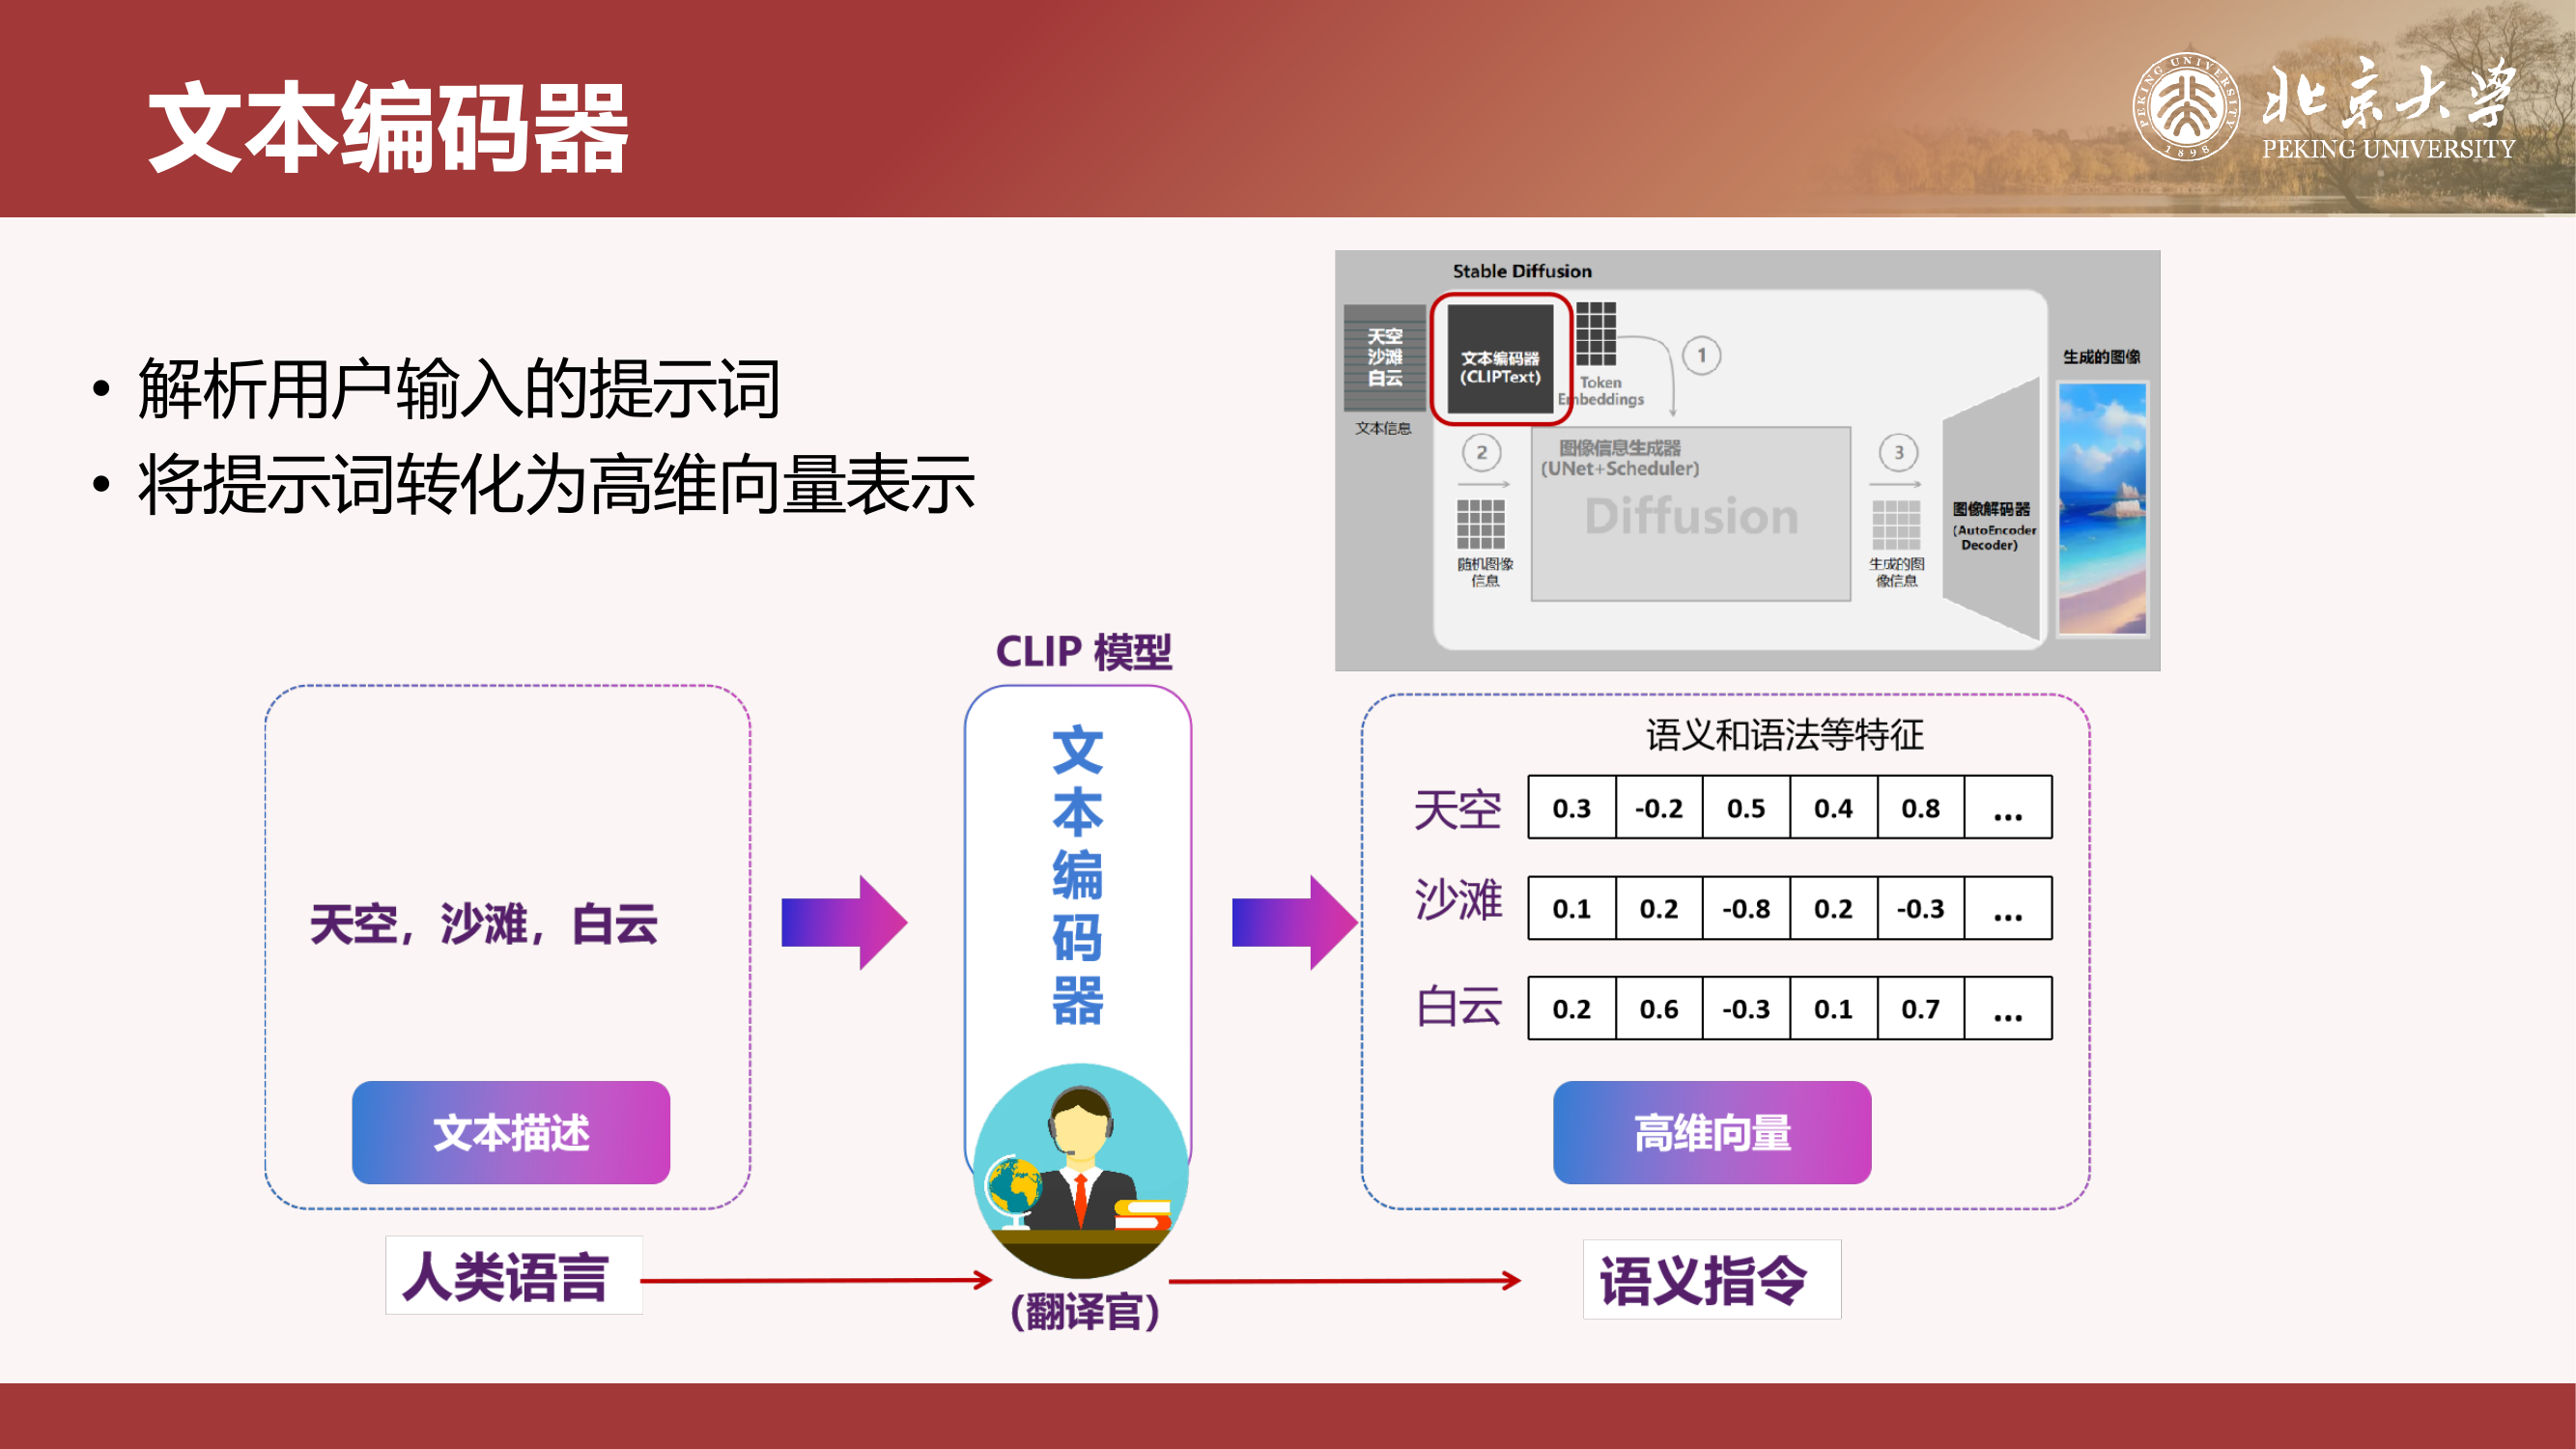 文本编码器
PEKING UNIVERSITY
1898
北京大学
PEKING UNIVERSITY
• 解析用户输入的提示词
• 将提示词转化为高维向量表示
Stable Diffusion
天空
沙滩
白云
文本信息
文本编码器
(CLIPText)
Token
Embeddings
1
2
随机图像
信息
图像信息生成器
(UNet+Scheduler)
Diffusion
3
生成的图
像信息
图像解码器
(AutoEncoder
Decoder)
生成的图像
天空，沙滩，白云
文本描述
CLIP 模型
文
本
编
码
器
语义和语法等特征
天空 0.3 -0.2 0.5 0.4 0.8 ...
沙滩 0.1 0.2 -0.8 0.2 -0.3 ...
白云 0.2 0.6 -0.3 0.1 0.7 ...
高维向量
人类语言
(翻译官)
语义指令